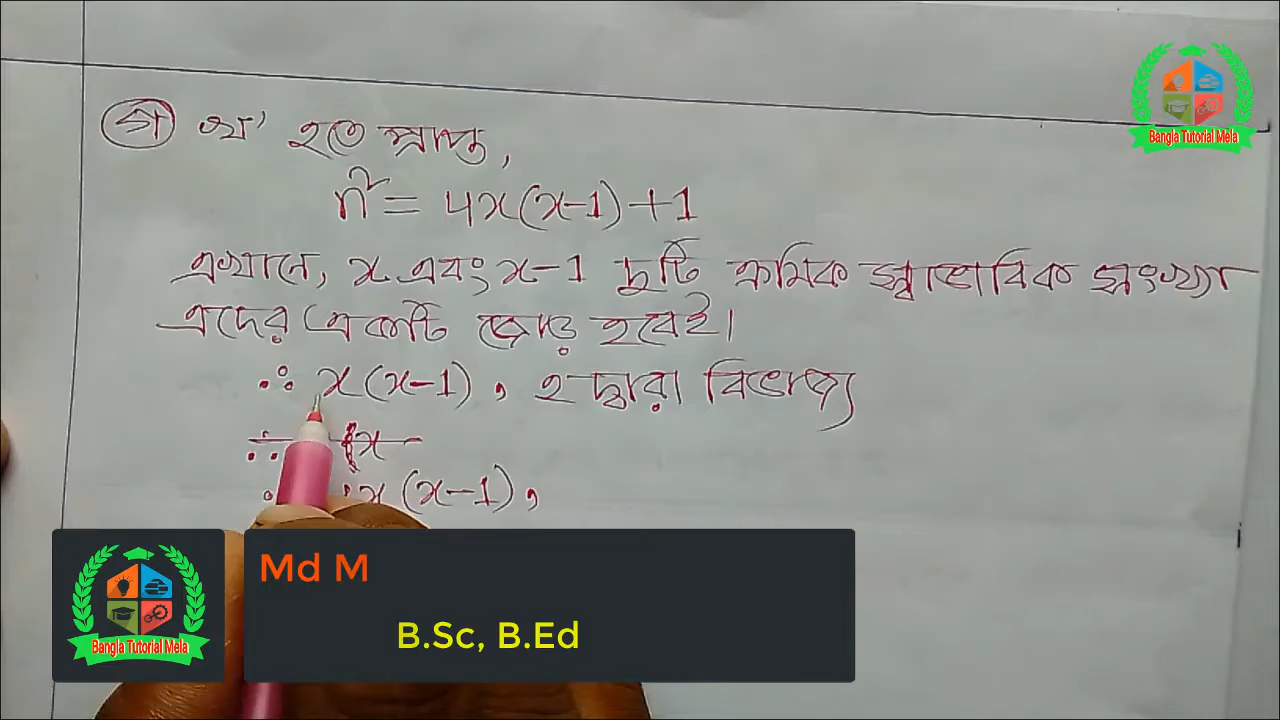 গ 'খ' হতে প্রাপ্ত,
n² = 4x(x-1)+1
এখানে, x এবং x-1 দুটি ক্রমিক স্বাভাবিক সংখ্যা
এদের একটি জোড় হবেই।
∴ x(x-1), ২ দ্বারা বিভাজ্য
∴ {x
x(x-1),
Bangla Tutorial Mela
Bangla Tutorial Mela
Md M
B.Sc, B.Ed